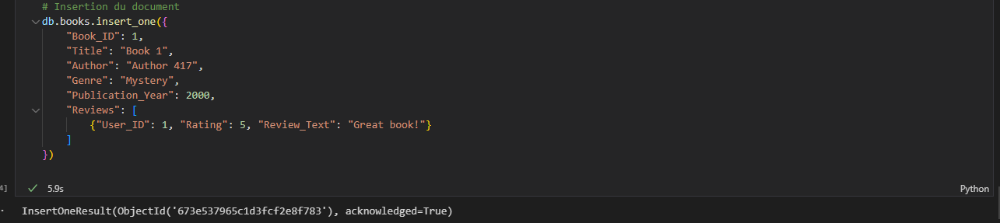 # Insertion du document
db.books.insert_one({
    "Book_ID": 1,
    "Title": "Book 1",
    "Author": "Author 417",
    "Genre": "Mystery",
    "Publication_Year": 2000,
    "Reviews": [
        {"User_ID": 1, "Rating": 5, "Review_Text": "Great book!"}
    ]
})
4] ✓ 5.9s Python
InsertOneResult(ObjectId('673e537965c1d3fcf2e8f783'), acknowledged=True)